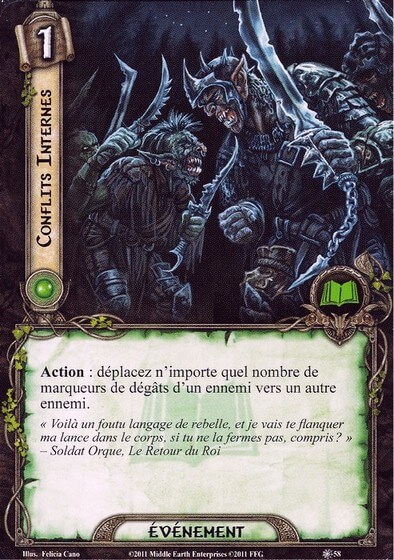 1
CONFLITS INTERNES
Action : déplacez n'importe quel nombre de
marqueurs de dégâts d'un ennemi vers un autre
ennemi.
« Voilà un foutu langage de rebelle, et je vais te flanquer
ma lance dans le corps, si tu ne la fermes pas, compris ? »
– Soldat Orque, Le Retour du Roi
ÉVÉNEMENT
Illus. Felicia Cano
©2011 Middle Earth Enterprises ©2011 FFG
58